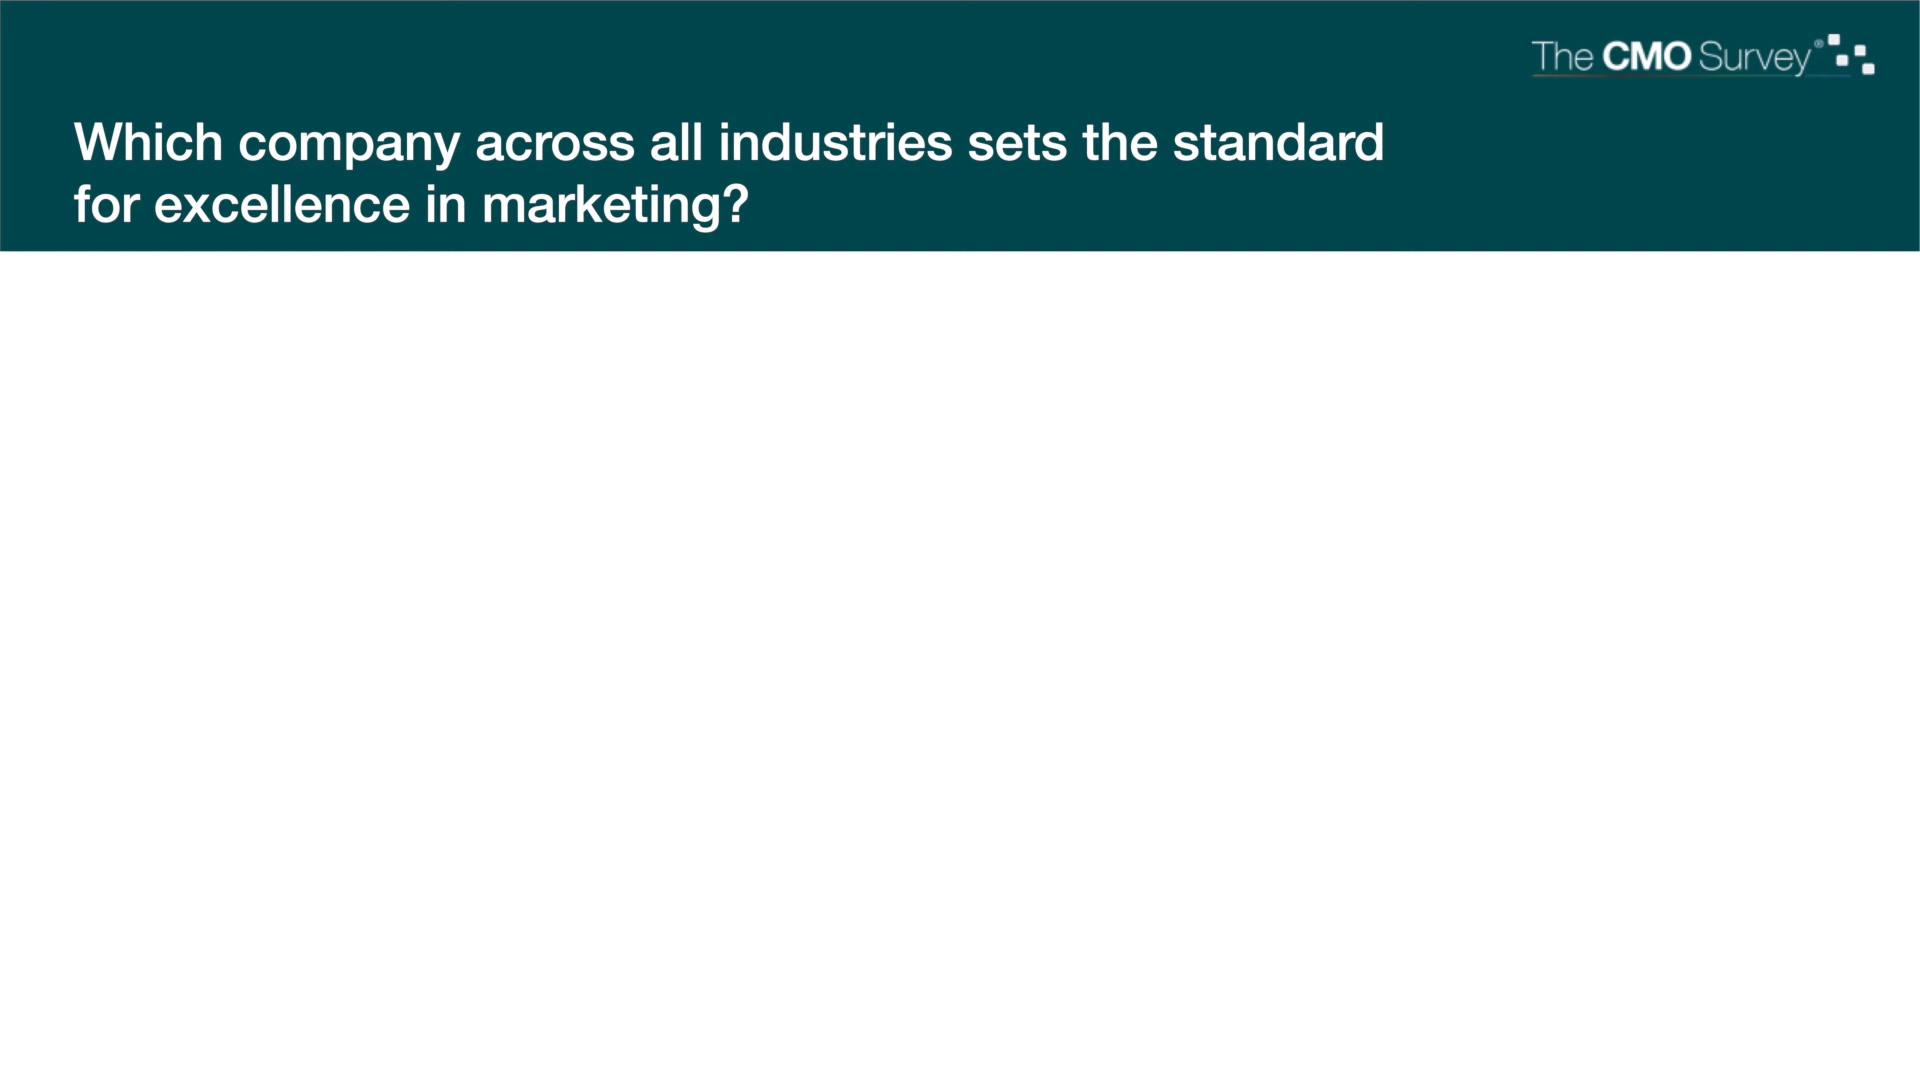 The CMO Survey®
Which company across all industries sets the standard
for excellence in marketing?